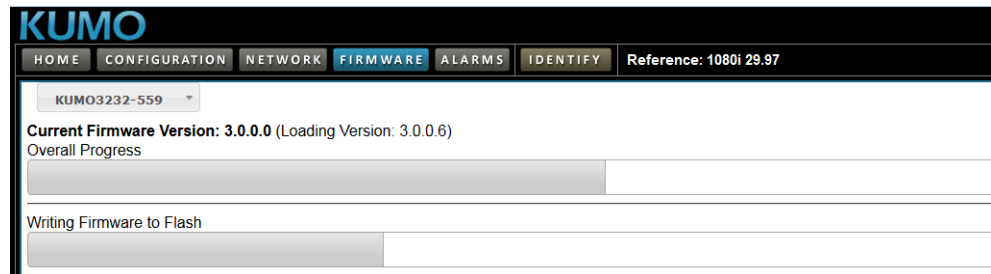 KUMO
HOME CONFIGURATION NETWORK FIRMWARE ALARMS IDENTIFY Reference: 1080i 29.97
KUMO3232-559
Current Firmware Version: 3.0.0.0 (Loading Version: 3.0.0.6)
Overall Progress
Writing Firmware to Flash